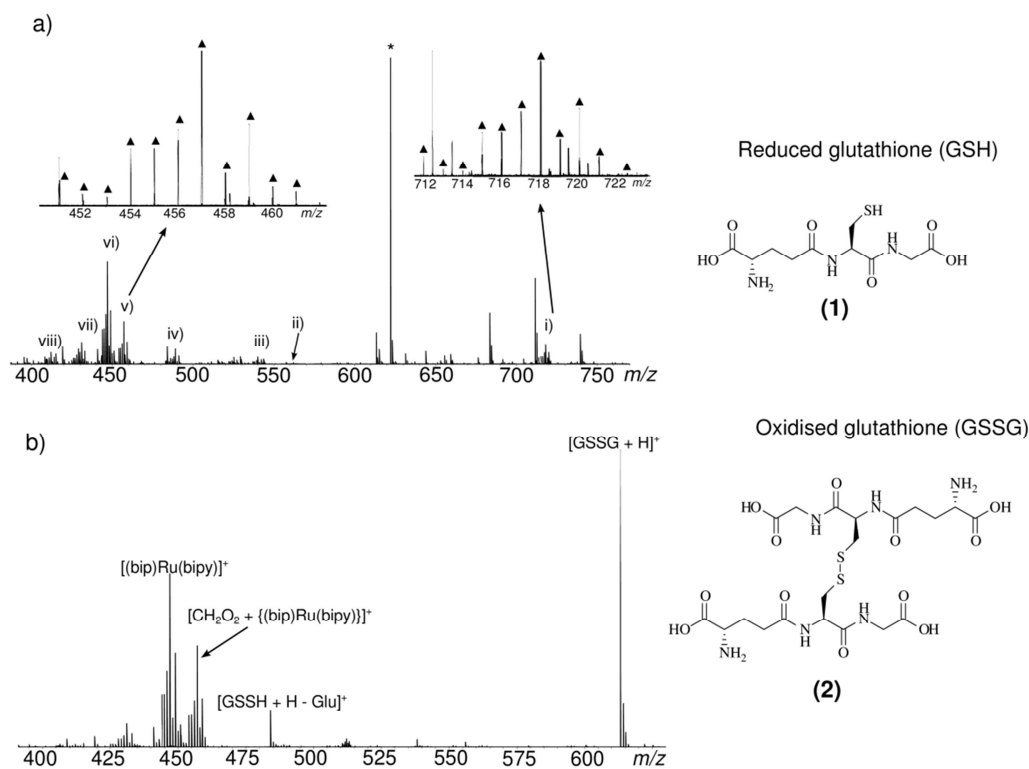 a)
*
452 454 456 458 460 m/z
712 714 716 718 720 722 m/z
vi)
v)
vii)
viii)
iv)
iii)
ii)
i)
400 450 500 550 600 650 700 750 m/z
Reduced glutathione (GSH)
SH
O O H O
HO N N OH
NH₂ H O
(1)
b)
[GSSG + H]⁺
[(bip)Ru(bipy)]⁺
[CH₂O₂ + {(bip)Ru(bipy)}]⁺
[GSSH + H - Glu]⁺
400 425 450 475 500 525 550 575 600 m/z
Oxidised glutathione (GSSG)
O H NH₂
HO N N OH
O H O O
S
S
O O H O
HO N N OH
NH₂ H O
(2)